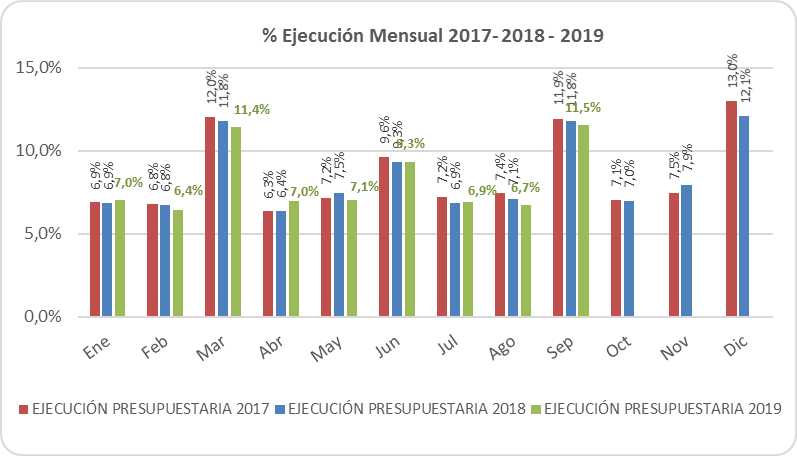 % Ejecución Mensual 2017- 2018 - 2019
15,0%
10,0%
5,0%
0,0%
6,9% 6,9% 7,0%
6,8% 6,8% 6,4%
12,0% 11,8% 11,4%
6,3% 6,4% 7,0%
7,2% 7,5% 7,1%
9,6% 9,3% 9,3%
7,2% 6,9% 6,9%
7,4% 7,1% 6,7%
11,9% 11,8% 11,5%
7,1% 7,0%
7,5% 7,9%
13,0% 12,1%
Ene Feb Mar Abr May Jun Jul Ago Sep Oct Nov Dic
EJECUCIÓN PRESUPUESTARIA 2017 EJECUCIÓN PRESUPUESTARIA 2018 EJECUCIÓN PRESUPUESTARIA 2019